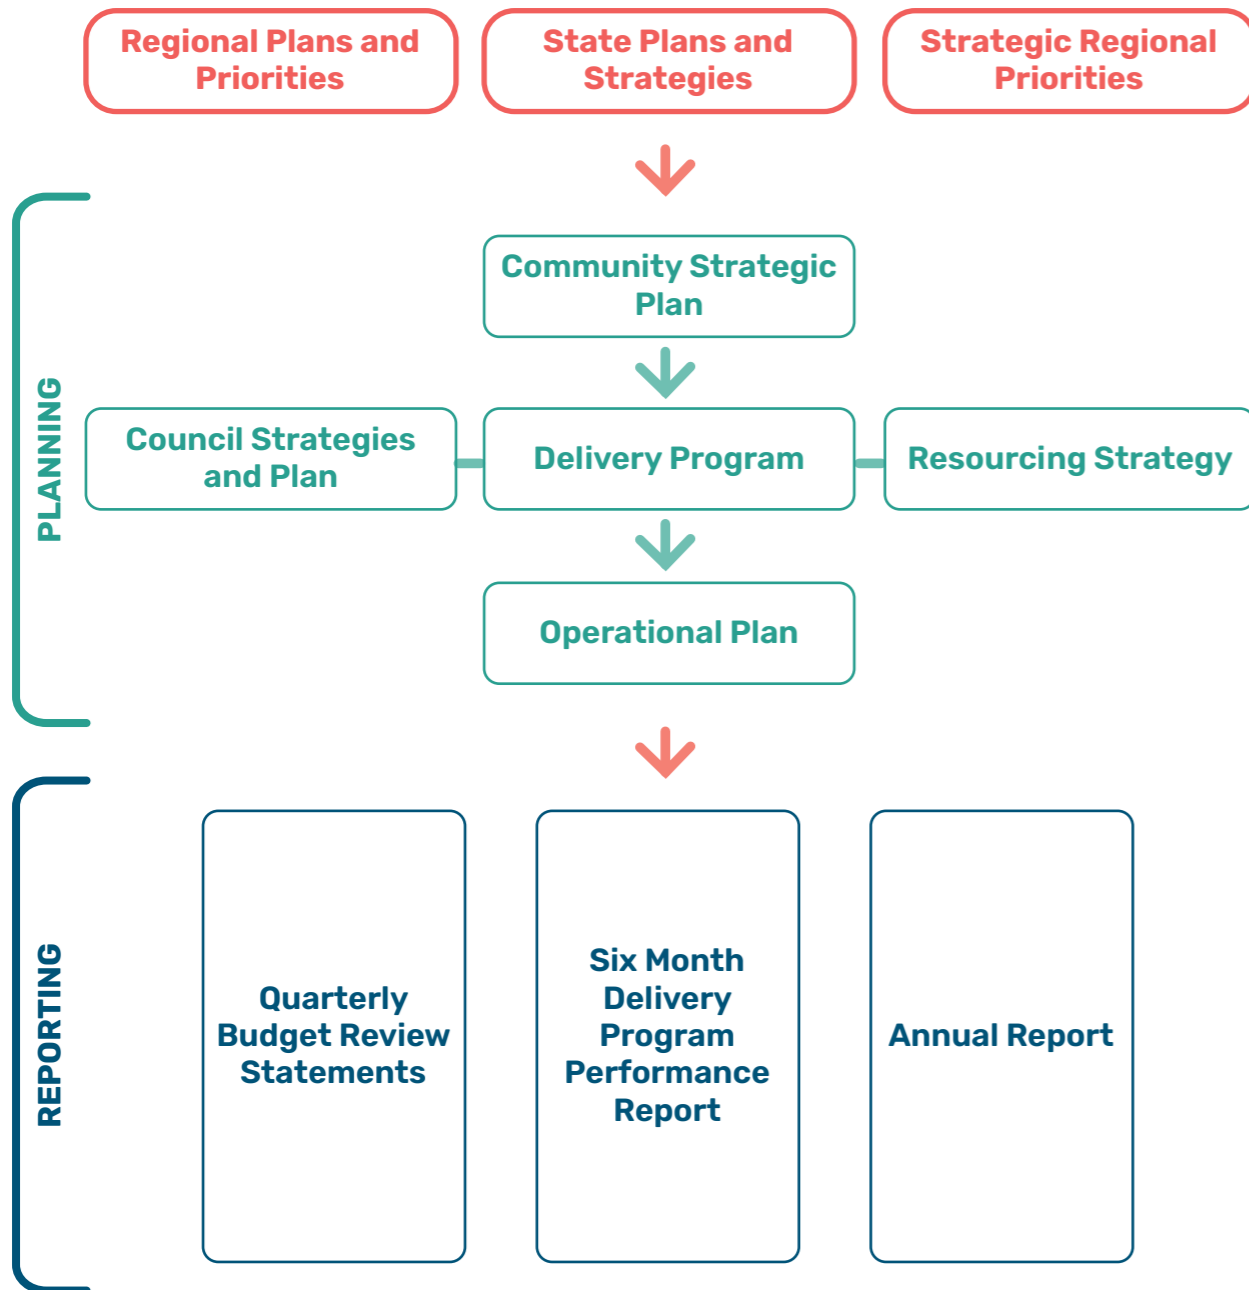 Regional Plans and
Priorities
State Plans and
Strategies
Strategic Regional
Priorities
PLANNING
Community Strategic
Plan
Council Strategies
and Plan
Delivery Program
Resourcing Strategy
Operational Plan
REPORTING
Quarterly
Budget Review
Statements
Six Month
Delivery
Program
Performance
Report
Annual Report